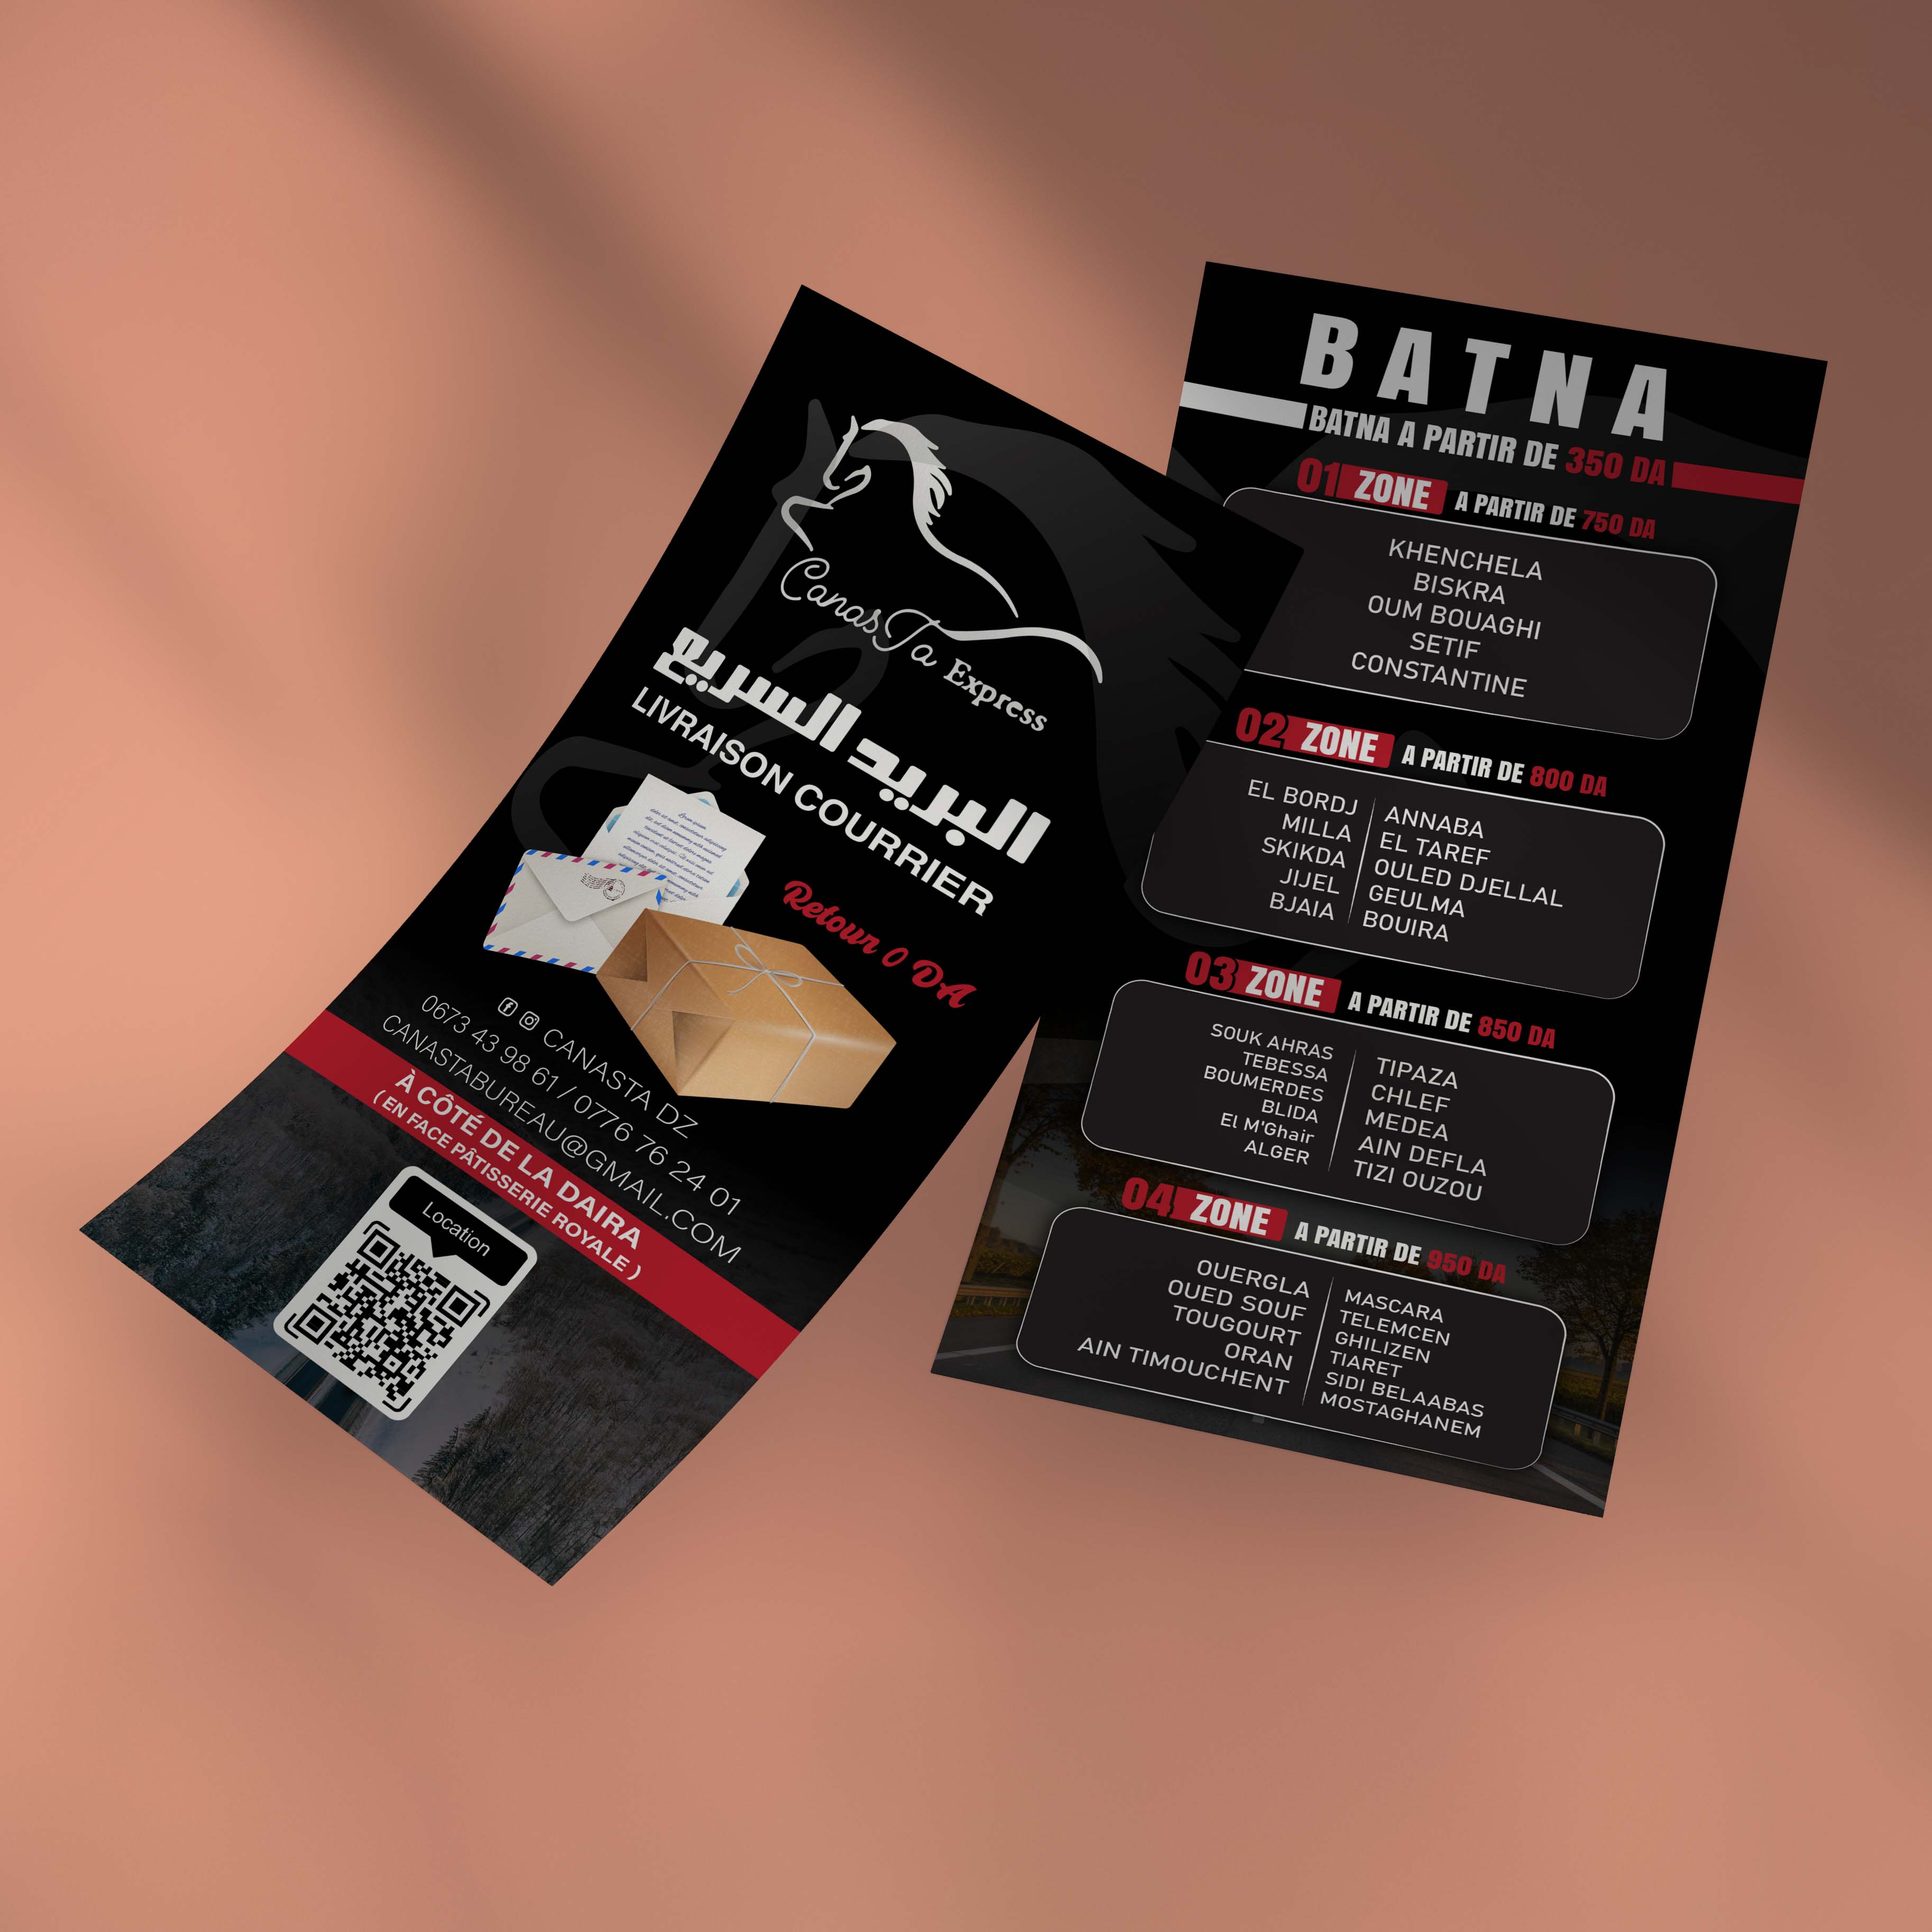 CanasTa Express
البريد السريع
LIVRAISON COURRIER
Retour 0 DA
CANASTA DZ
0673 43 98 61 / 0776 76 24 01
CANASTABUREAU@GMAIL.COM
À CÔTÉ DE LA DAIRA
( EN FACE PÂTISSERIE ROYALE )
Location
BATNA
BATNA A PARTIR DE 350 DA
01 ZONE A PARTIR DE 750 DA
KHENCHELA
BISKRA
OUM BOUAGHI
SETIF
CONSTANTINE
02 ZONE A PARTIR DE 800 DA
EL BORDJ
MILLA
SKIKDA
JIJEL
BJAIA
ANNABA
EL TAREF
OULED DJELLAL
GEULMA
BOUIRA
03 ZONE A PARTIR DE 850 DA
SOUK AHRAS
TEBESSA
BOUMERDES
BLIDA
El M'Ghair
ALGER
TIPAZA
CHLEF
MEDEA
AIN DEFLA
TIZI OUZOU
04 ZONE A PARTIR DE 950 DA
OUERGLA
OUED SOUF
TOUGOURT
ORAN
AIN TIMOUCHENT
MASCARA
TELEMCEN
GHILIZEN
TIARET
SIDI BELAABAS
MOSTAGHANEM